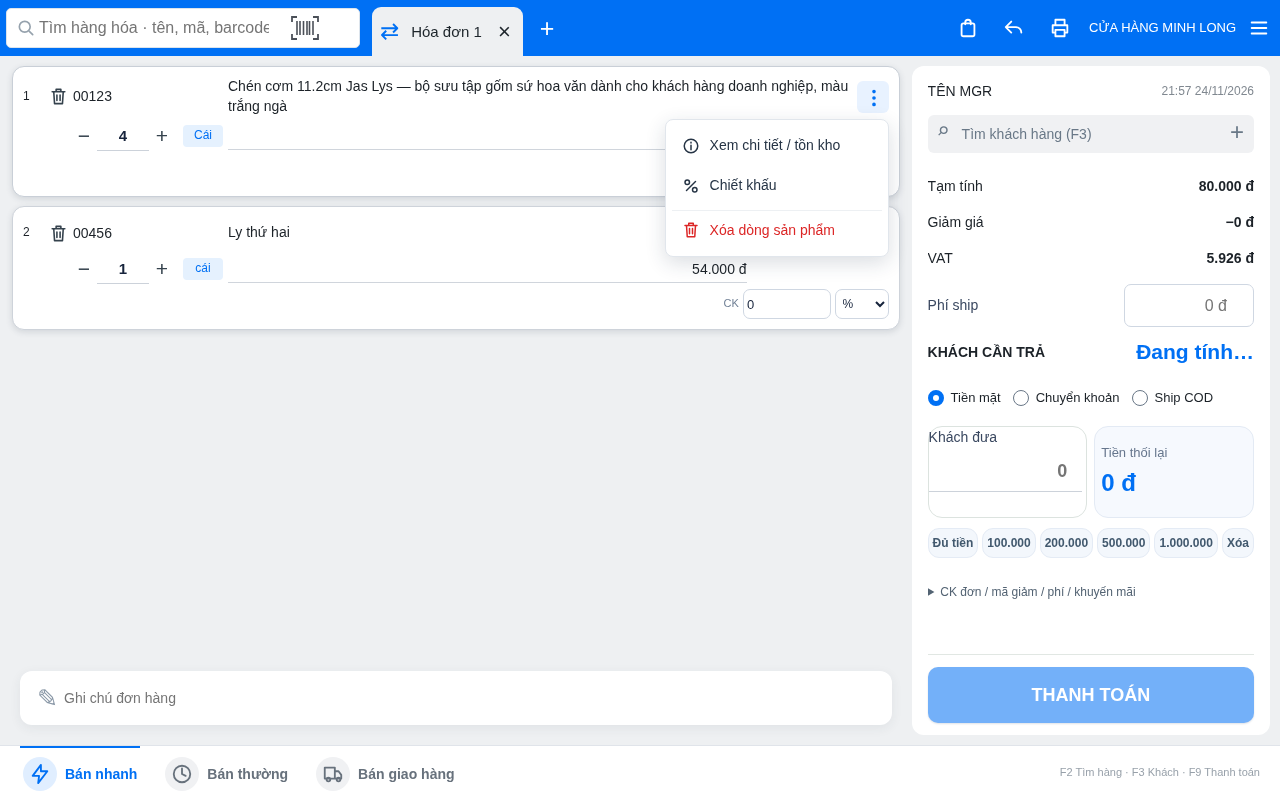 Tìm hàng hóa · tên, mã, barcode
Hóa đơn 1
CỬA HÀNG MINH LONG
1
00123
Chén cơm 11.2cm Jas Lys — bộ sưu tập gốm sứ hoa văn dành cho khách hàng doanh nghiệp, màu
trắng ngà
4
Cái
Xem chi tiết / tồn kho
Chiết khấu
Xóa dòng sản phẩm
2
00456
Ly thứ hai
1
cái
54.000 đ
CK
0
%
Ghi chú đơn hàng
TÊN MGR
21:57 24/11/2026
Tìm khách hàng (F3)
Tạm tính
80.000 đ
Giảm giá
−0 đ
VAT
5.926 đ
Phí ship
0 đ
KHÁCH CẦN TRẢ
Đang tính…
Tiền mặt
Chuyển khoản
Ship COD
Khách đưa
0
Tiền thối lại
0 đ
Đủ tiền
100.000
200.000
500.000
1.000.000
Xóa
CK đơn / mã giảm / phí / khuyến mãi
THANH TOÁN
Bán nhanh
Bán thường
Bán giao hàng
F2 Tìm hàng · F3 Khách · F9 Thanh toán